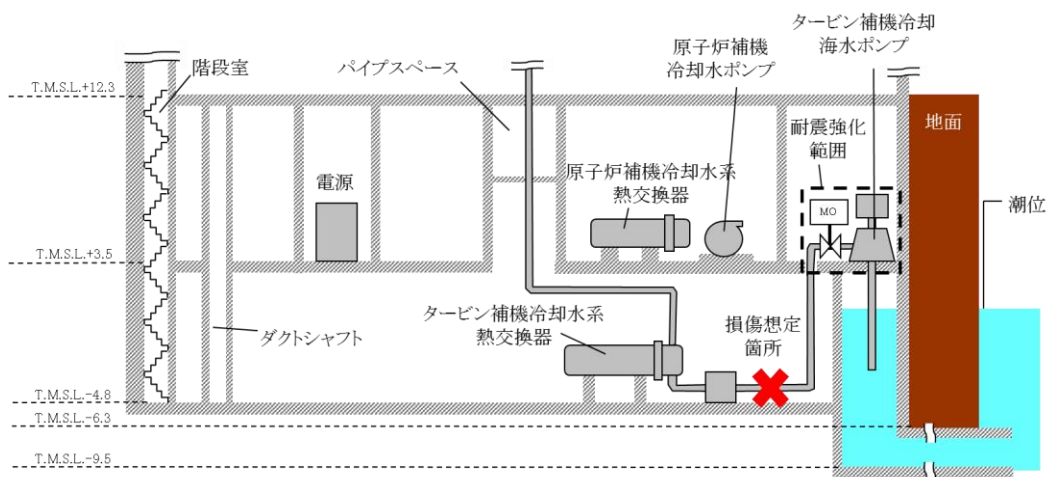 タービン補機冷却
海水ポンプ
原子炉補機
冷却水ポンプ
階段室
パイプスペース
T.M.S.L.+12.3
地面
耐震強化
範囲
原子炉補機冷却水系
熱交換器
電源
MO
潮位
T.M.S.L.+3.5
タービン補機冷却水系
熱交換器
損傷想定
箇所
ダクトシャフト
T.M.S.L.-4.8
T.M.S.L.-6.3
T.M.S.L.-9.5